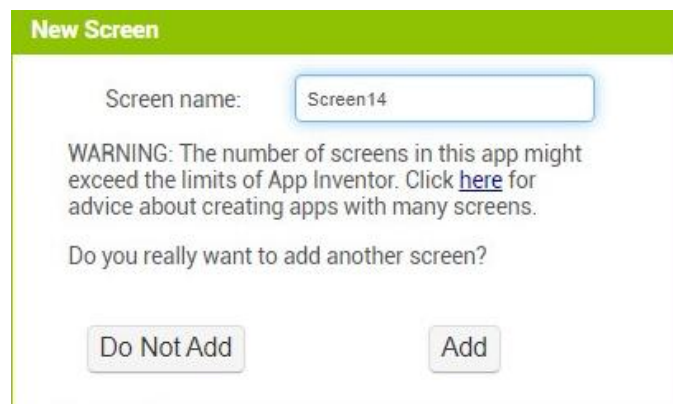 New Screen
Screen name: Screen14
WARNING: The number of screens in this app might
exceed the limits of App Inventor. Click here for
advice about creating apps with many screens.
Do you really want to add another screen?
Do Not Add Add